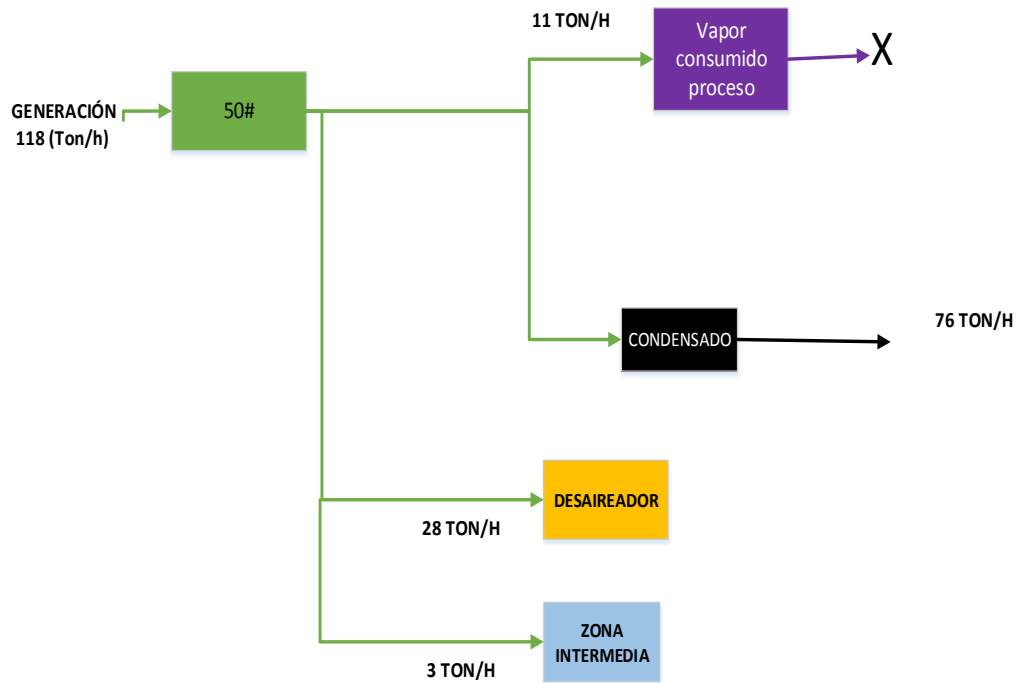 11 TON/H
Vapor
consumido
proceso
X
GENERACIÓN
118 (Ton/h)
50#
76 TON/H
CONDENSADO
DESAIREADOR
28 TON/H
ZONA
INTERMEDIA
3 TON/H